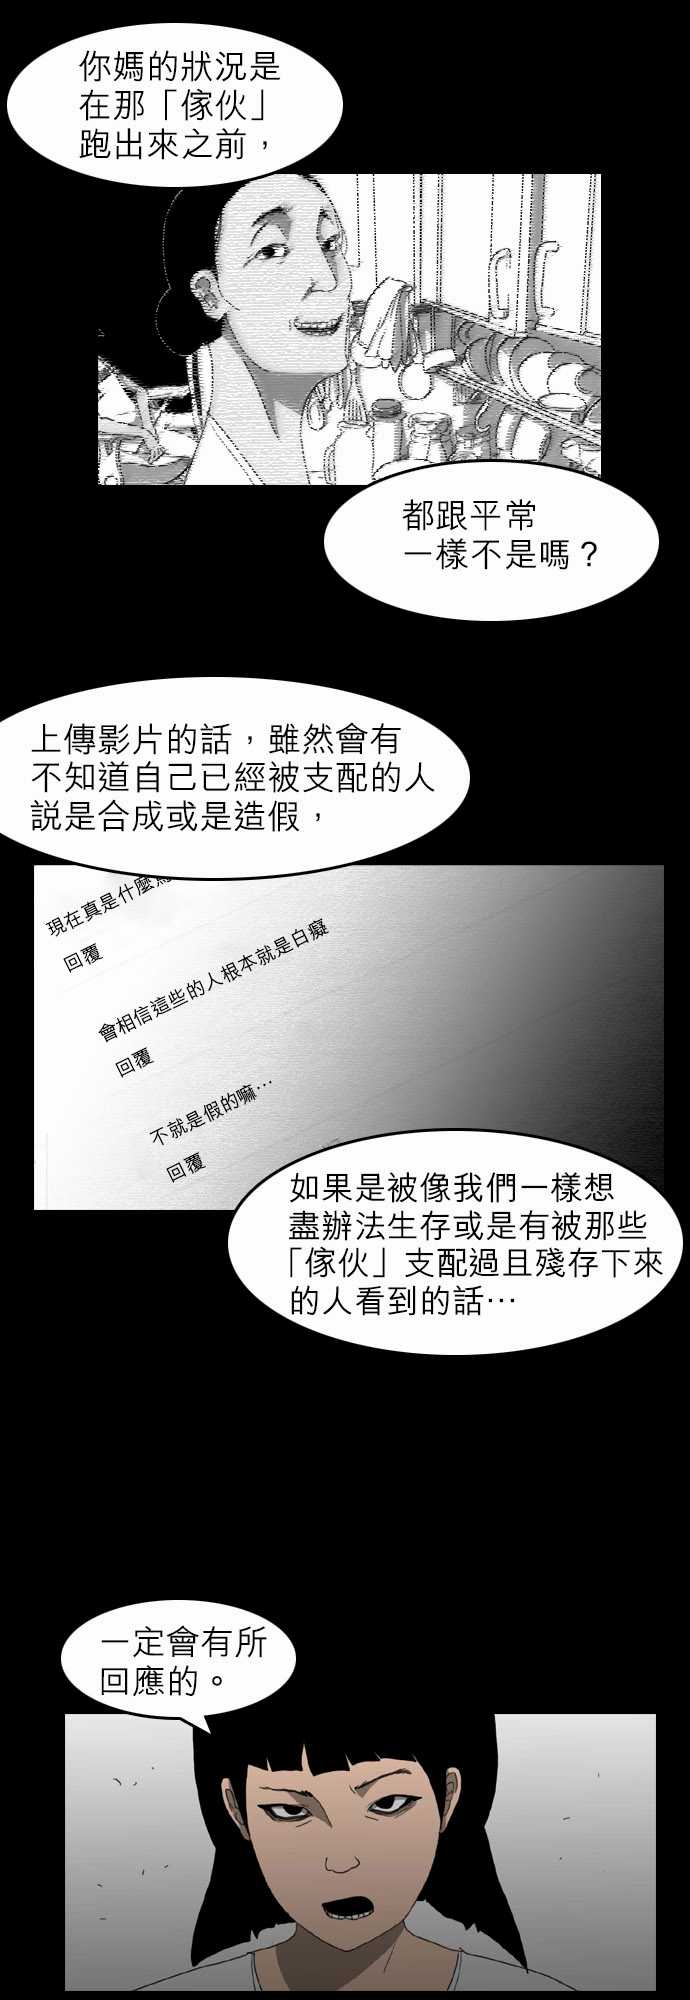 你媽的狀況是
在那「傢伙」
跑出來之前，
都跟平常
一樣不是嗎？
上傳影片的話，雖然會有
不知道自己已經被支配的人
説是合成或是造假，
現在真是什麼
回覆
會相信這些的人根本就是白癡
回覆
不就是假的嘛…
回覆
如果是被像我們一樣想
盡辦法生存或是有被那些
「傢伙」支配過且殘存下來
的人看到的話…
一定會有所
回應的。